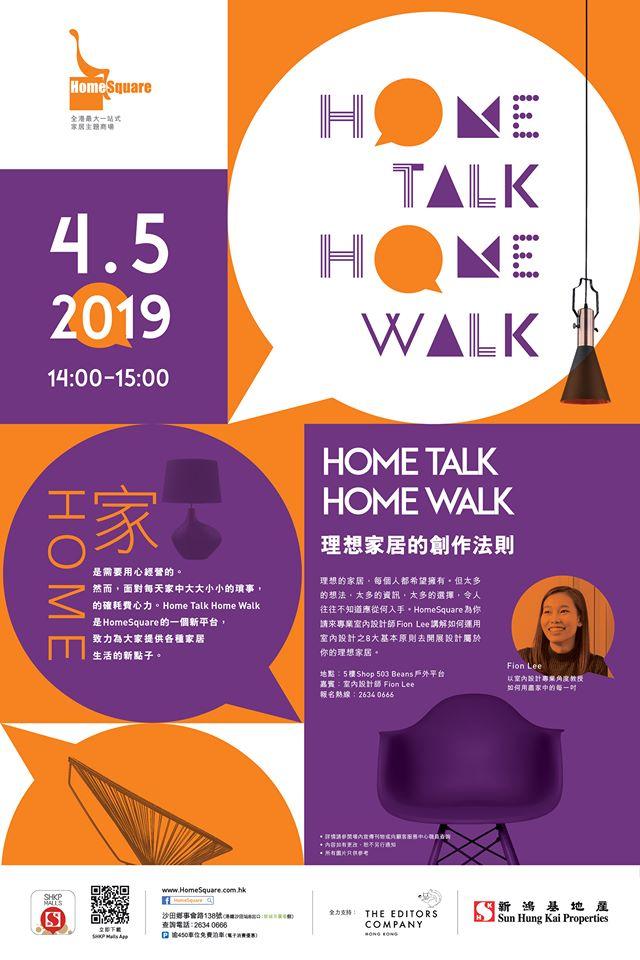 HomeSquare
全港最大一站式
家居主題商場
HOME
TALK
HOME
WALK
4.5
2019
14:00-15:00
HOME
家
是需要用心經營的。
然而，面對每天家中大大小小的瑣事，
的確耗費心力。Home Talk Home Walk
是HomeSquare的一個新平台，
致力為大家提供各種家居
生活的新點子。
HOME TALK
HOME WALK
理想家居的創作法則
理想的家居，每個人都希望擁有。但太多
的想法，太多的資訊，太多的選擇，令人
往往不知道應從何入手。HomeSquare為你
請來專業室內設計師Fion Lee講解如何運用
室內設計之8大基本原則去開展設計屬於
你的理想家居。
地點：5樓Shop 503 Beans戶外平台
嘉賓：室內設計師 Fion Lee
報名熱線：2634 0666
Fion Lee
以室內設計專業角度教授
如何用盡家中的每一吋
• 詳情請參閱場內宣傳刊物或向顧客服務中心職員查詢
• 內容如有更改，恕不另行通知
• 所有圖片只供參考
SHKP
MALLS
立即下載
SHKP Malls App
www.HomeSquare.com.hk
HomeSquare
沙田鄉事會路138號
查詢電話：2634 0666
P 逾450車位免費泊車(電子消費優惠)
全力支持：
THE EDITORS
COMPANY
HONG KONG
新鴻基地產
Sun Hung Kai Properties